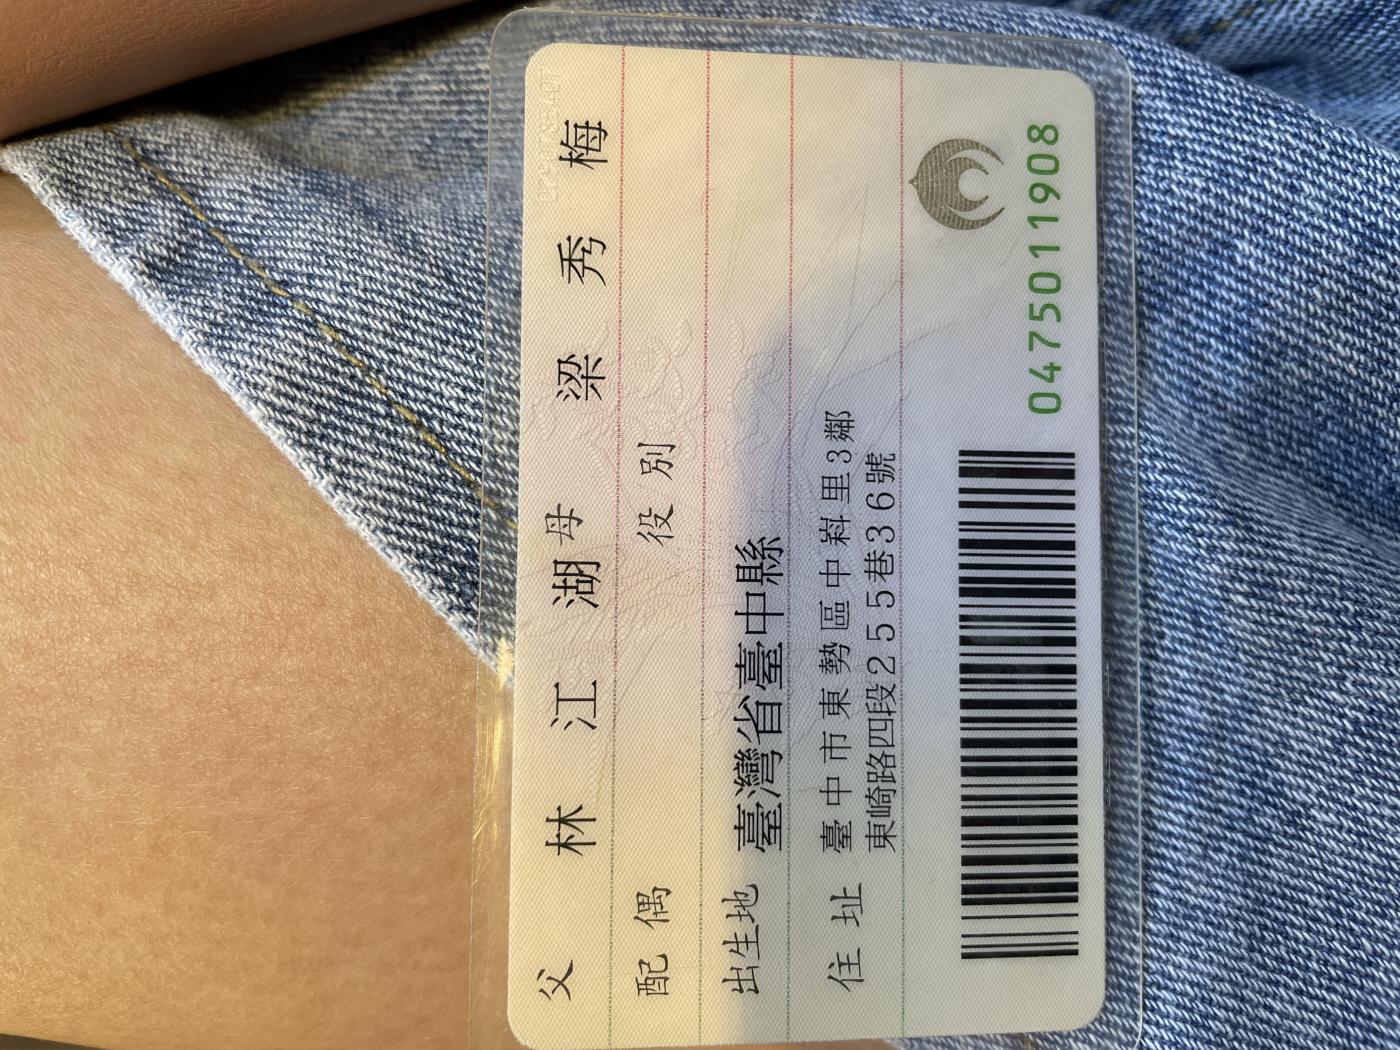 父 林江湖 母 梁秀梅
配偶 役別
出生地 臺灣省臺中縣
住址 臺中市東勢區中嵙里3鄰
東崎路四段255巷36號
0475011908